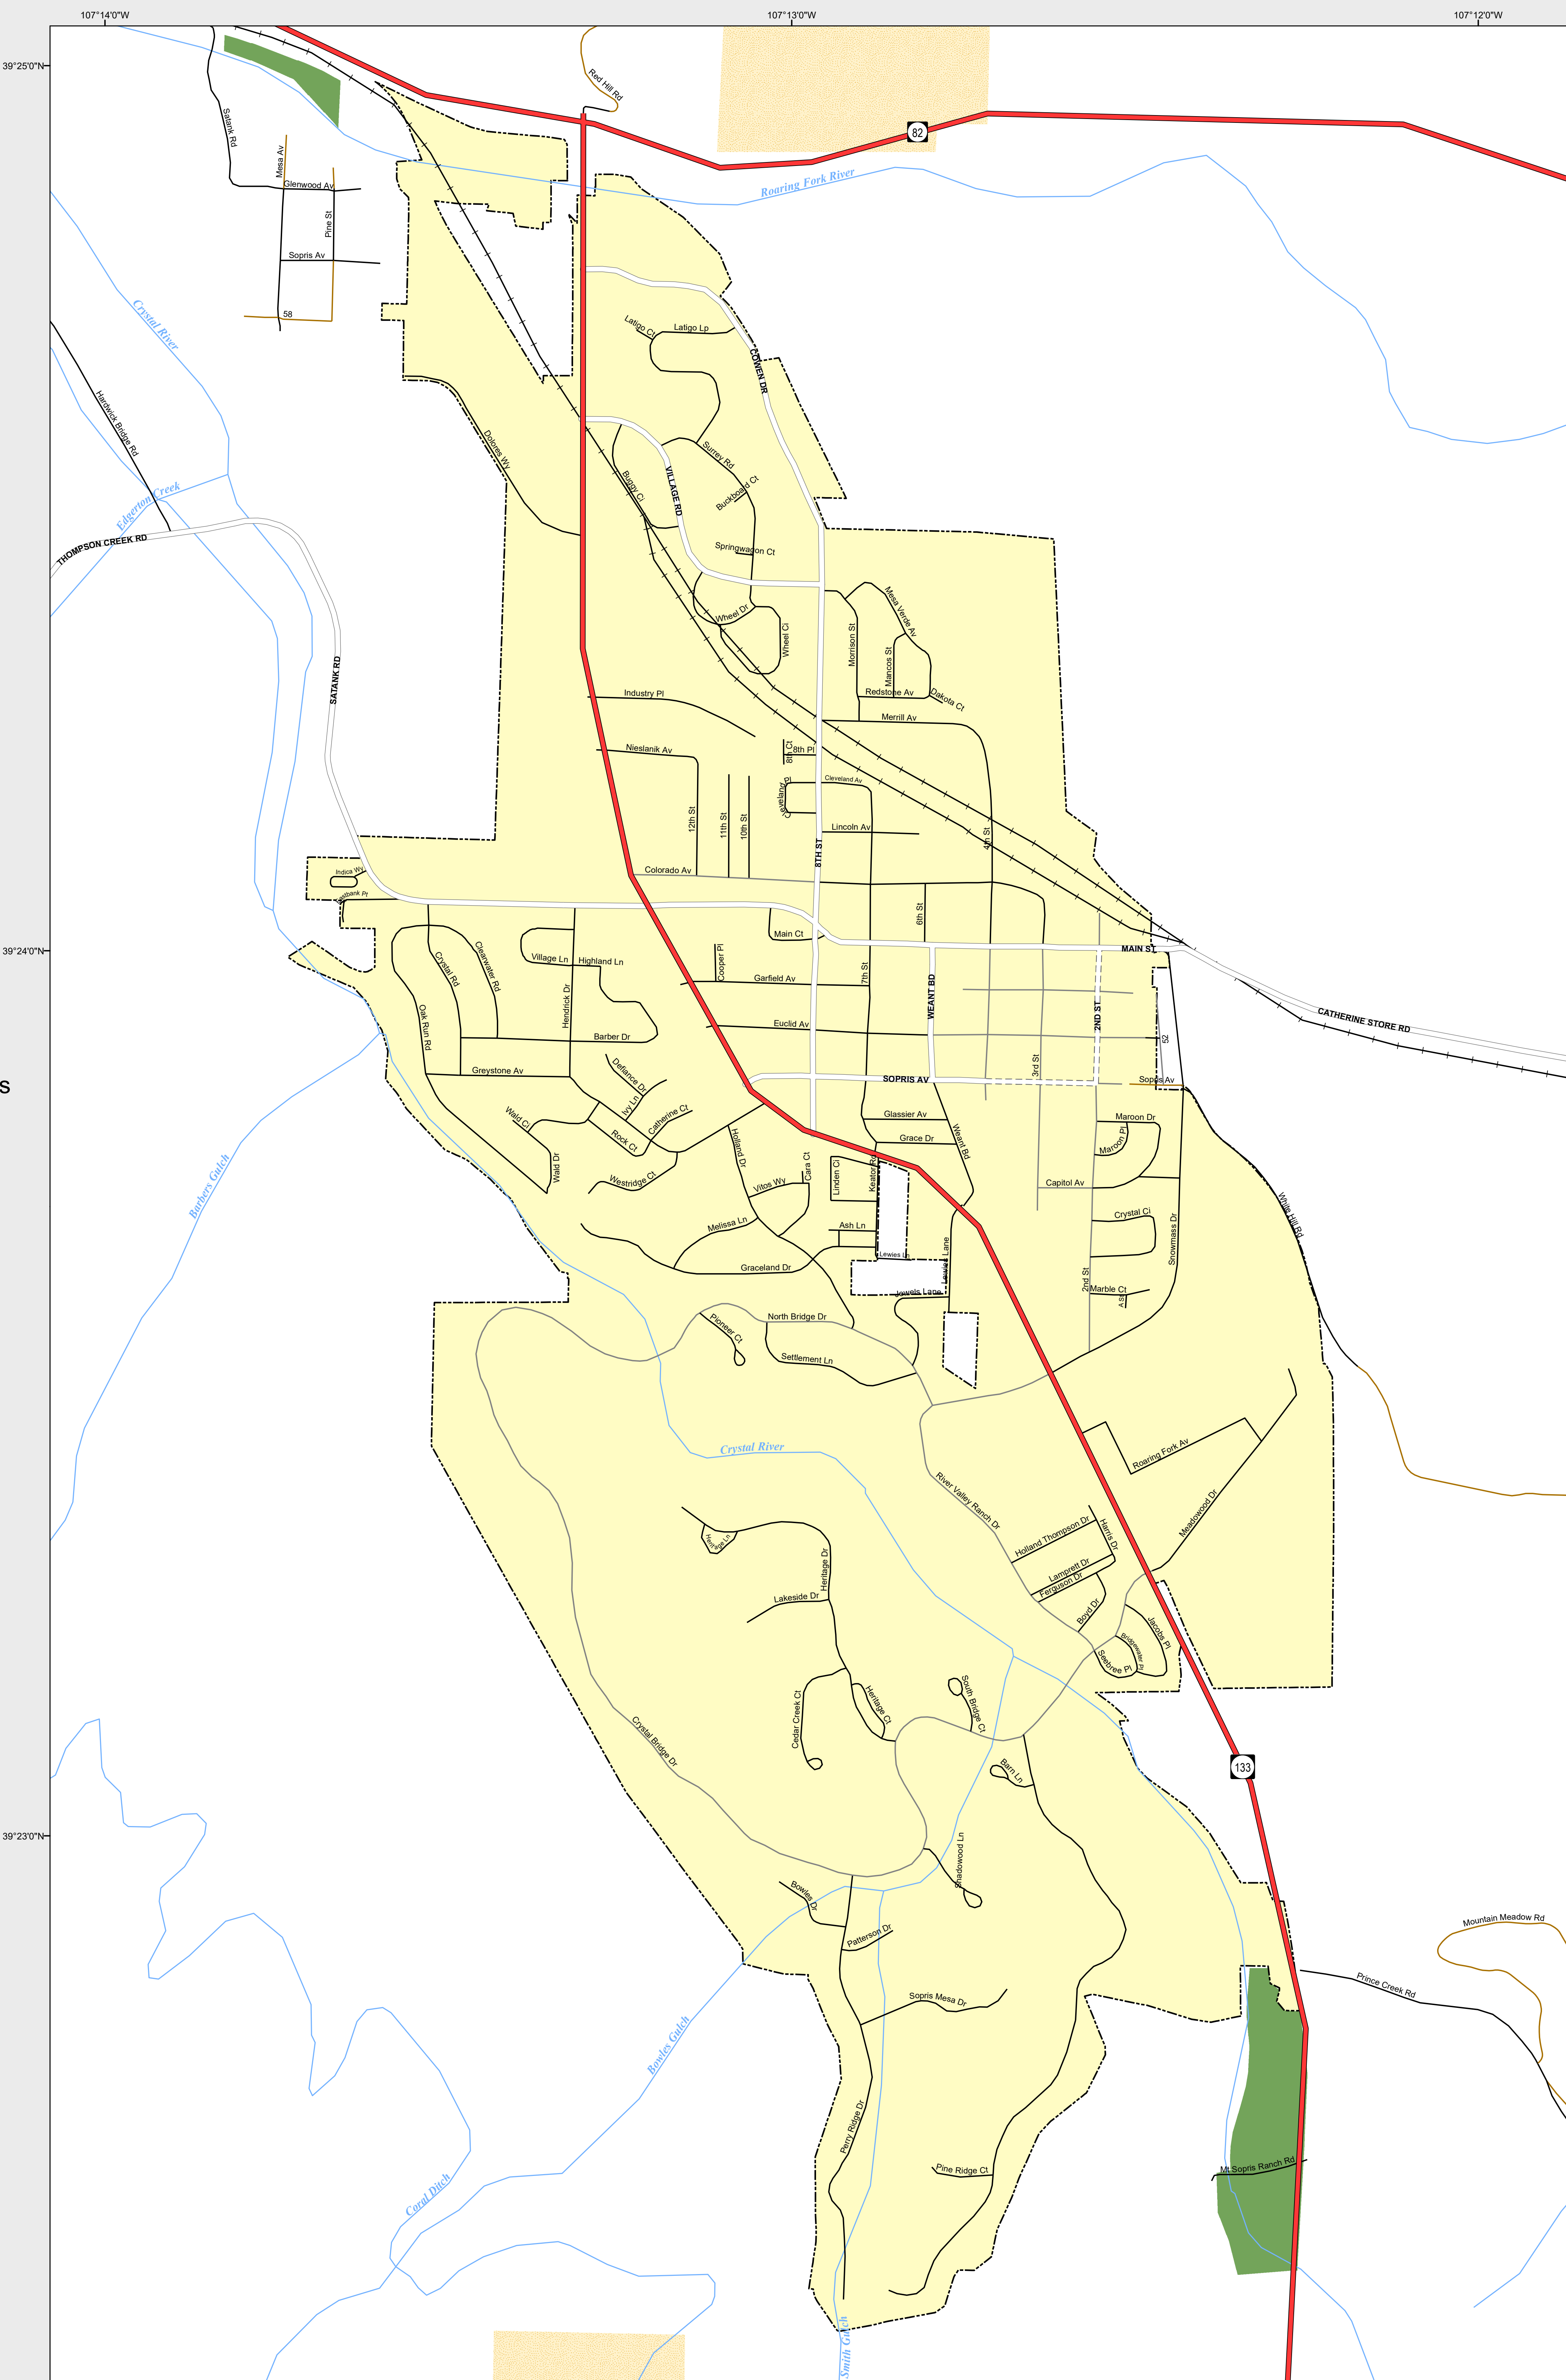 107°14'0"W
107°13'0"W
107°12'0"W
39°25'0"N
Red Hill Rd
Satank Rd
82
Mesa Av
Glenwood Av
Roaring Fork River
Pine St
Sopris Av
58
Crystal River
Latigo Ct
Latigo Lp
COWEN DR
Hardwick Bridge Rd
Dolores Wy
Surrey Rd
Buggy Ci
VILLAGE RD
Buckboard Ct
Edgerton Creek
THOMPSON CREEK RD
Springwagon Ct
Wheel Dr
Wheel Ci
Mesa Verde Av
Morrison St
Mancos St
SATANK RD
Industry Pl
Redstone Av
Dakota Ct
Merrill Av
Nieslanik Av
8th Ct
8th Pl
Cleveland Pl
Cleveland Av
12th St
11th St
10th St
Lincoln Av
4th St
8TH ST
Indica Wy
Colorado Av
6th St
39°24'0"N
Main Ct
MAIN ST
Village Ln
Highland Ln
Crystal Rd
Clearwater Rd
Cooper Pl
Garfield Av
7th St
WEANT BD
2ND ST
Hendrick Dr
Oak Run Rd
Euclid Av
CATHERINE STORE RD
Barber Dr
52
3rd St
Greystone Av
Defiance Dr
SOPRIS AV
Sopris Av
S
Ivy Ln
Wald Ci
Rock Ct
Catherine Ct
Glassier Av
Grace Dr
Weant Bd
Maroon Dr
Maroon Pl
Holland Dr
Wald Dr
Westridge Ct
Vitos Wy
Cara Ct
Linden Ci
Keator Rd
Capitol Av
Barbers Gulch
Melissa Ln
Ash Ln
Crystal Ci
Snowmass Dr
White Hill Rd
Graceland Dr
Lewies Ln
Lewies Lane
Jewels Lane
2nd St
Marble Ct
North Bridge Dr
Pioneer Ct
Settlement Ln
Crystal River
Roaring Fork Av
River Valley Ranch Dr
Meadowood Dr
Holland Thompson Dr
Harris Dr
Heritage Ln
Heritage Dr
Lamprett Dr
Ferguson Dr
Lakeside Dr
Boyd Dr
Jacobs Pl
Bridgewater Pl
Seebree Pl
Crystal Bridge Dr
Cedar Creek Ct
Heritage Ct
South Bridge Ct
Barn Ln
133
39°23'0"N
Shadowood Ln
Bowles Dr
Patterson Dr
Mountain Meadow Rd
Sopris Mesa Dr
Prince Creek Rd
Bowles Gulch
Perry Ridge Dr
Pine Ridge Ct
Mt Sopris Ranch Rd
Coral Ditch
Smith Gulch